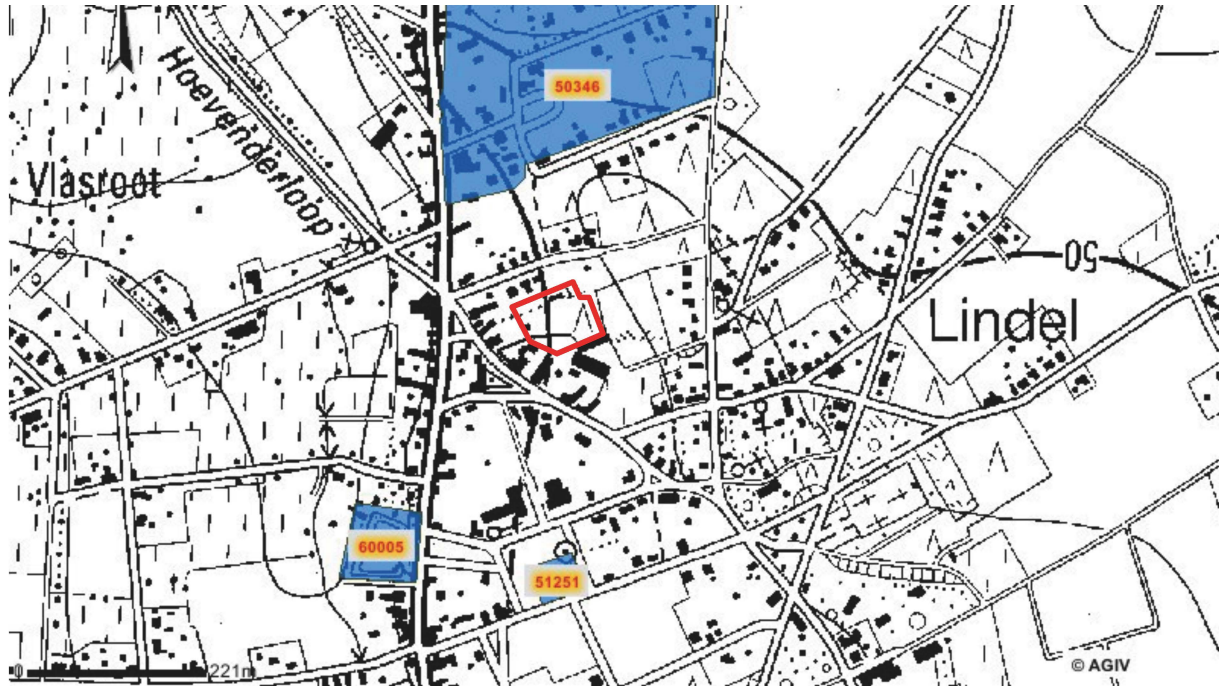 50346
Hoevenderloop
Vlasroot
50
Lindel
60005
51251
0 221m
© AGIV